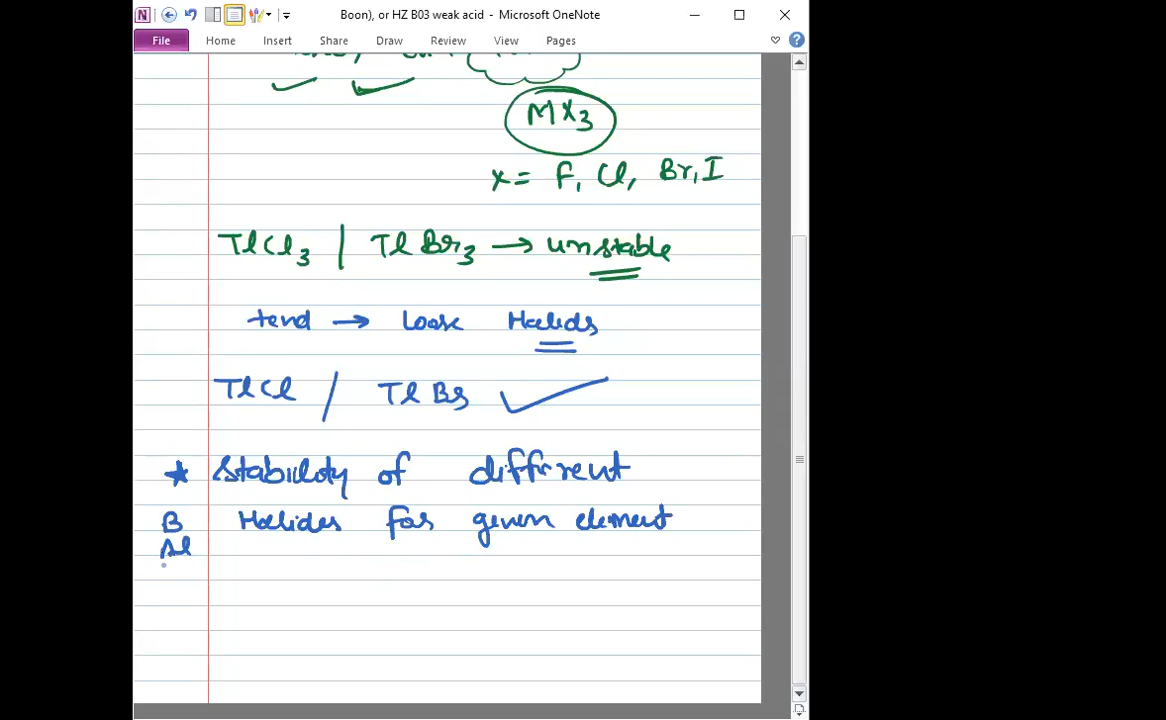 Boon), or HZ B03 weak acid - Microsoft OneNote
File Home Insert Share Draw Review View Pages
MX3
x = F, Cl, Br, I
TlCl3 | TlBr3 → unstable
tend → Loose Halids
TlCl / TlBr
★ Stability of different
B Halides for given element
Al